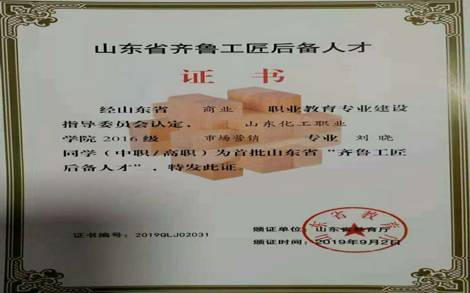 山东省齐鲁工匠后备人才
证书
经山东省 商业 职业教育专业建设
指导委员会认定, 山东化工职业
学院2016级 市场营销 专业 刘晓
同学(中职/高职)为首批山东省“齐鲁工匠
后备人才”,特发此证。
证书编号:2019QLJ02031
颁证单位:山东省教育厅
颁证时间:2019年9月2日